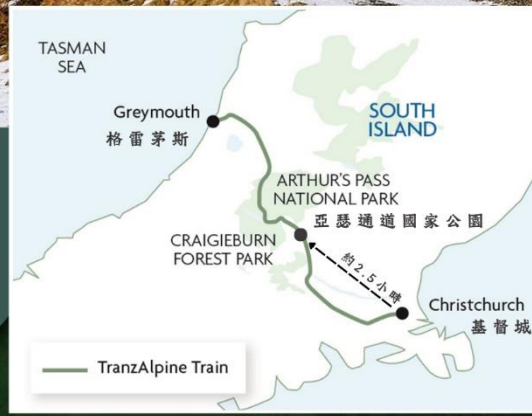 TASMAN
SEA
Greymouth
格雷茅斯
SOUTH
ISLAND
ARTHUR'S PASS
NATIONAL PARK
亞瑟通道國家公園
CRAIGIEBURN
FOREST PARK
約2.5小時
Christchurch
基督城
TranzAlpine Train